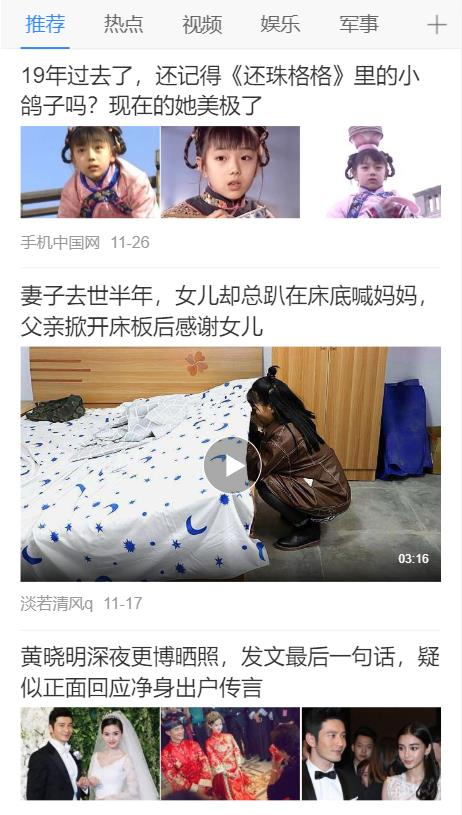 推荐 热点 视频 娱乐 军事
19年过去了，还记得《还珠格格》里的小
鸽子吗？现在的她美极了
手机中国网 11-26
妻子去世半年，女儿却总趴在床底喊妈妈，
父亲掀开床板后感谢女儿
03:16
淡若清风q 11-17
黄晓明深夜更博晒照，发文最后一句话，疑
似正面回应净身出户传言